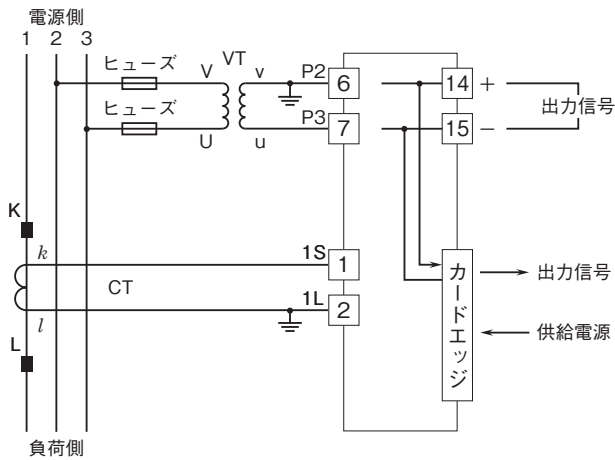 電源側
1 2 3
ヒューズ
VT
V v
P2
6
14 +
ヒューズ
U u
P3
7
15 −
出力信号
K
k
CT
l
L
1S
1
1L
2
カードエッジ
出力信号
供給電源
負荷側